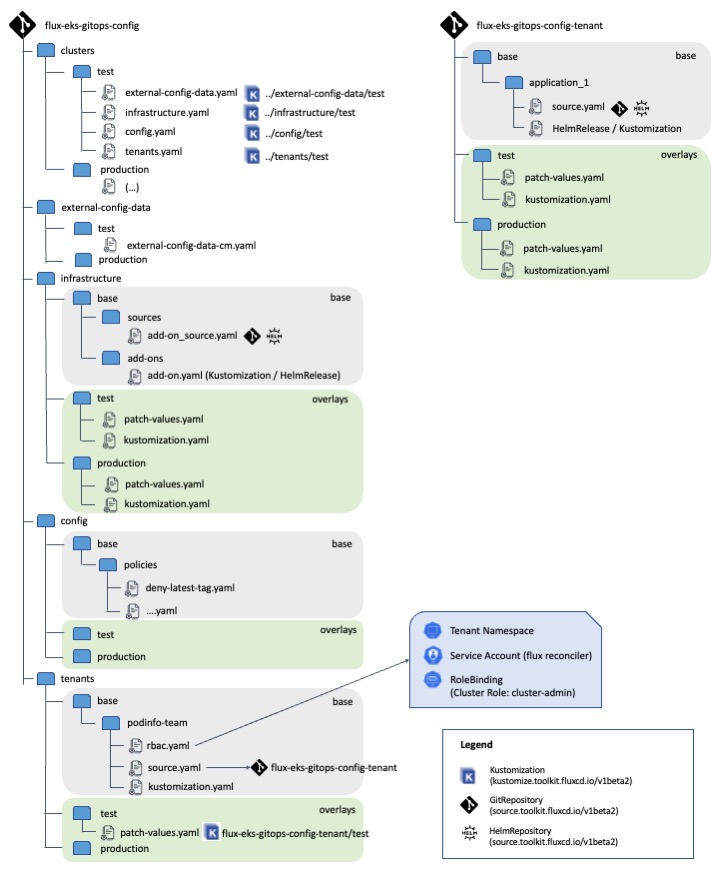 flux-eks-gitops-config
clusters
test
external-config-data.yaml
../external-config-data/test
infrastructure.yaml
../infrastructure/test
config.yaml
../config/test
tenants.yaml
../tenants/test
production
(...)
external-config-data
test
external-config-data-cm.yaml
production
infrastructure
base
base
sources
add-on_source.yaml
HELM
add-ons
add-on.yaml (Kustomization / HelmRelease)
test
overlays
patch-values.yaml
kustomization.yaml
production
patch-values.yaml
kustomization.yaml
config
base
base
policies
deny-latest-tag.yaml
....yaml
test
overlays
production
tenants
base
base
podinfo-team
rbac.yaml
source.yaml
flux-eks-gitops-config-tenant
kustomization.yaml
test
overlays
patch-values.yaml
flux-eks-gitops-config-tenant/test
production
flux-eks-gitops-config-tenant
base
base
application_1
source.yaml
HELM
HelmRelease / Kustomization
test
overlays
patch-values.yaml
kustomization.yaml
production
patch-values.yaml
kustomization.yaml
Tenant Namespace
Service Account (flux reconciler)
RoleBinding
(Cluster Role: cluster-admin)
Legend
K
Kustomization
(kustomize.toolkit.fluxcd.io/v1beta2)
GitRepository
(source.toolkit.fluxcd.io/v1beta2)
HELM
HelmRepository
(source.toolkit.fluxcd.io/v1beta2)